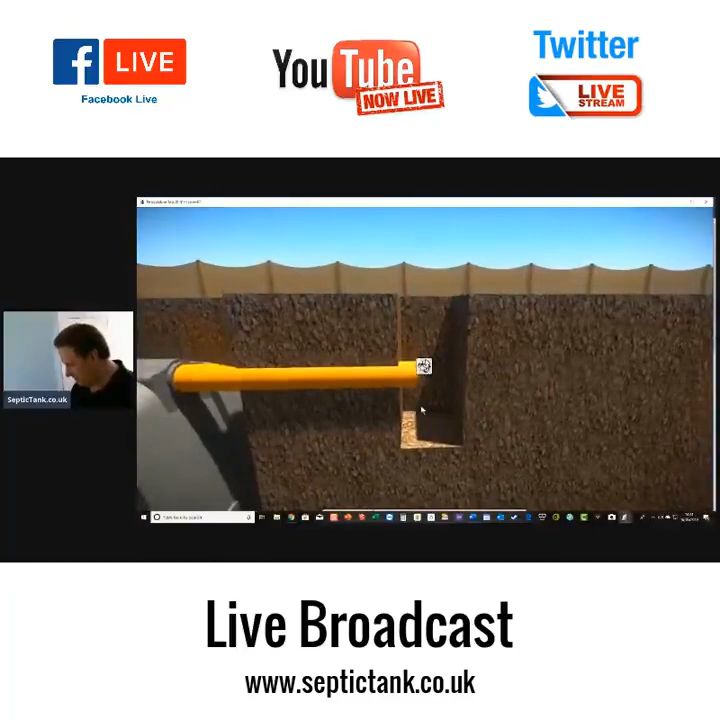 f LIVE
Facebook Live
YouTube
NOW LIVE
Twitter
LIVE
STREAM
SepticTank.co.uk
Live Broadcast
www.septictank.co.uk